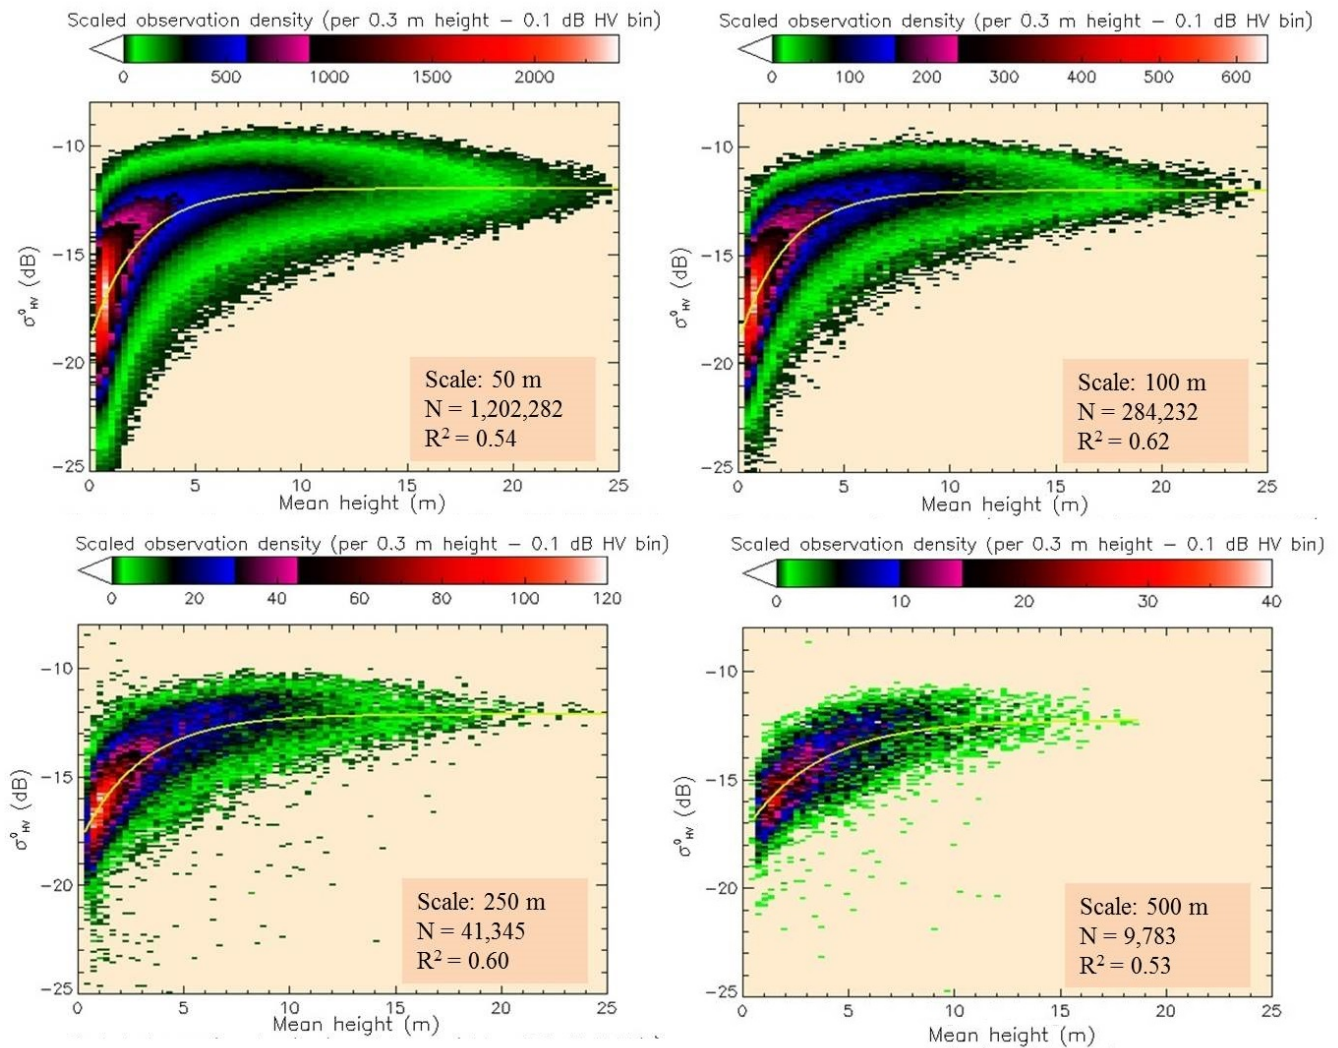 Scaled observation density (per 0.3 m height – 0.1 dB HV bin)
0 500 1000 1500 2000
−10
−15
−20
−25
σ⁰HV (dB)
0 5 10 15 20 25
Mean height (m)
Scale: 50 m
N = 1,202,282
R² = 0.54
Scaled observation density (per 0.3 m height – 0.1 dB HV bin)
0 100 200 300 400 500 600
−10
−15
−20
−25
σ⁰HV (dB)
0 5 10 15 20 25
Mean height (m)
Scale: 100 m
N = 284,232
R² = 0.62
Scaled observation density (per 0.3 m height – 0.1 dB HV bin)
0 20 40 60 80 100 120
−10
−15
−20
−25
σ⁰HV (dB)
0 5 10 15 20 25
Mean height (m)
Scale: 250 m
N = 41,345
R² = 0.60
Scaled observation density (per 0.3 m height – 0.1 dB HV bin)
0 10 20 30 40
−10
−15
−20
−25
σ⁰HV (dB)
0 5 10 15 20 25
Mean height (m)
Scale: 500 m
N = 9,783
R² = 0.53